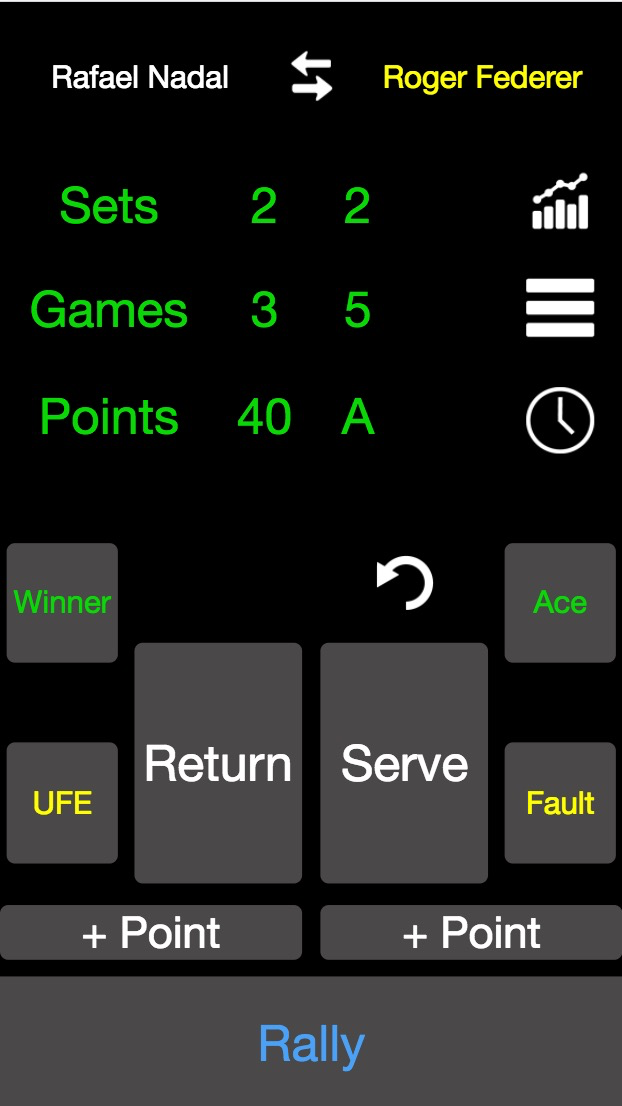 Rafael Nadal Roger Federer
Sets 2 2
Games 3 5
Points 40 A
Winner Ace
Return Serve
UFE Fault
+ Point + Point
Rally